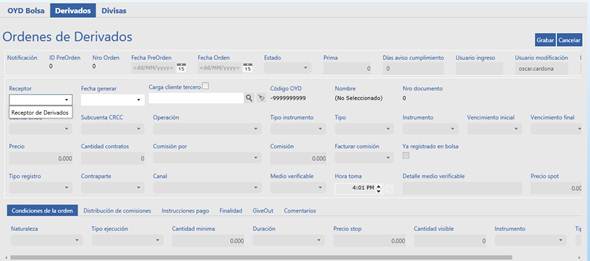 OYD Bolsa Derivados Divisas
Ordenes de Derivados
Grabar Cancelar
Notificación ID PreOrden Nro Orden Fecha PreOrden Fecha Orden Estado Prima Días aviso cumplimiento Usuario ingreso Usuario modificación
0 0 <dd/MM/yyyy> 15 <dd/MM/yyyy> 15 0 0 oscar.cardona
Receptor Fecha generar Carga cliente tercero Código OYD Nombre Nro documento
-9999999999 (No Seleccionado) 0
Receptor de Derivados
Subcuenta CRCC Operación Tipo instrumento Tipo Instrumento Vencimiento inicial Vencimiento final
Precio Cantidad contratos Comisión por Comisión Facturar comisión Ya registrado en bolsa
0.000 0 0.000
Tipo registro Contraparte Canal Medio verificable Hora toma Detalle medio verificable Precio spot
4:01 PM 0.00
Condiciones de la orden Distribución de comisiones Instrucciones pago Finalidad GiveOut Comentarios
Naturaleza Tipo ejecución Cantidad minima Duración Precio stop Cantidad visible Instrumento Tip
0.000 0.000 0